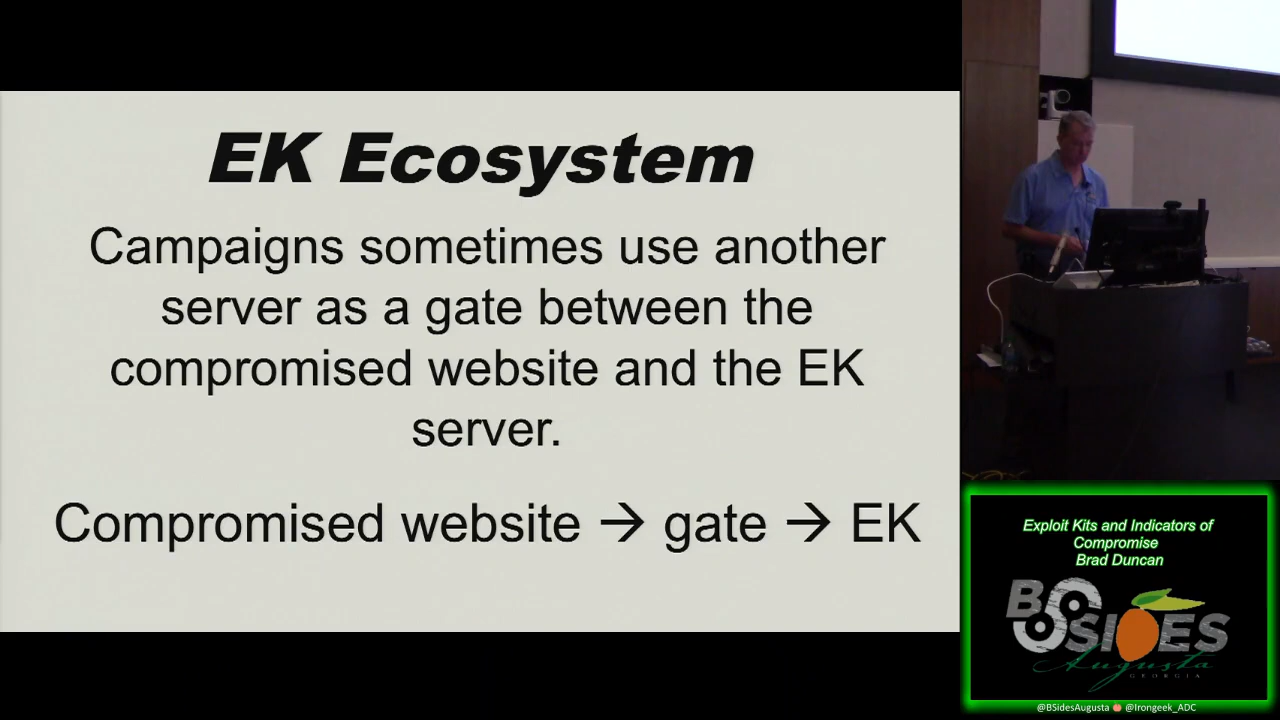 EK Ecosystem
Campaigns sometimes use another
server as a gate between the
compromised website and the EK
server.
Compromised website → gate → EK
Exploit Kits and Indicators of
Compromise
Brad Duncan
BSIDES
Augusta
GEORGIA
@BSidesAugusta @Irongeek_ADC